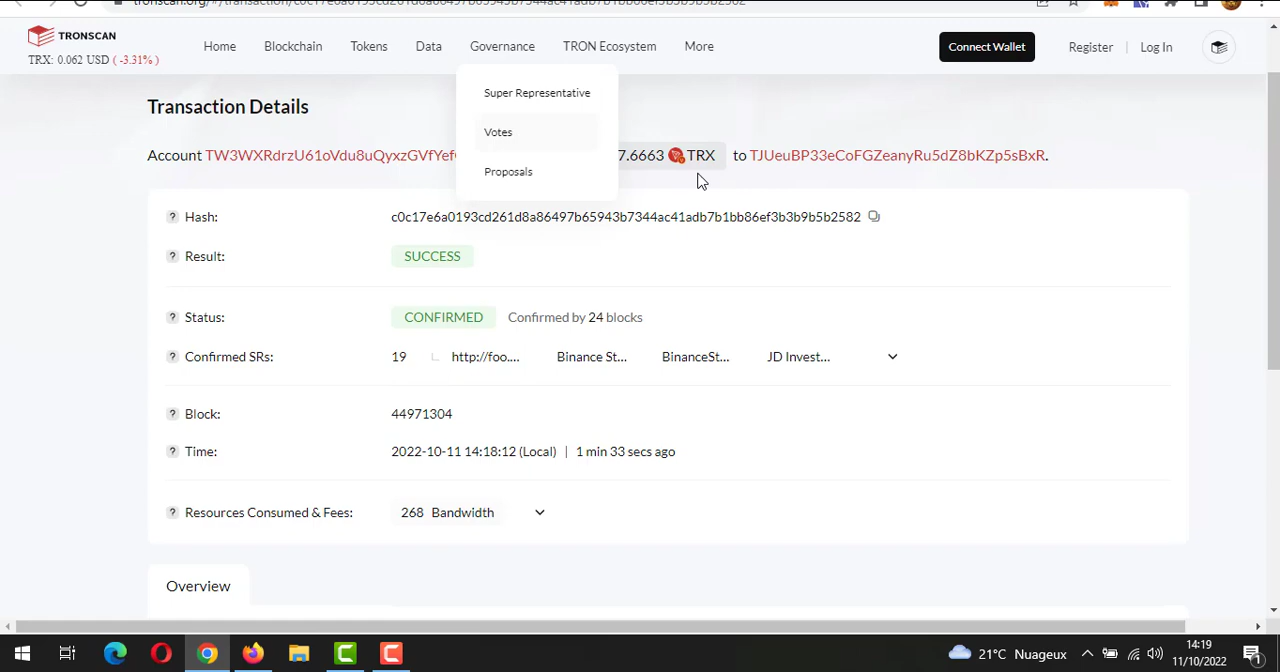 TRONSCAN
TRX: 0.062 USD ( -3.31% )
Home Blockchain Tokens Data Governance TRON Ecosystem More
Connect Wallet Register | Log In
Super Representative
Votes
Proposals
Transaction Details
Account TW3WXRdrzU61oVdu8uQyxzGVfYef 7.6663 TRX to TJUeuBP33eCoFGZeanyRu5dZ8bKZp5sBxR.
? Hash: c0c17e6a0193cd261d8a86497b65943b7344ac41adb7b1bb86ef3b3b9b5b2582
? Result: SUCCESS
? Status: CONFIRMED Confirmed by 24 blocks
? Confirmed SRs: 19 http://foo.... Binance St... BinanceSt... JD Invest...
? Block: 44971304
? Time: 2022-10-11 14:18:12 (Local) | 1 min 33 secs ago
? Resources Consumed & Fees: 268 Bandwidth
Overview
21°C Nuageux
14:19
11/10/2022
1